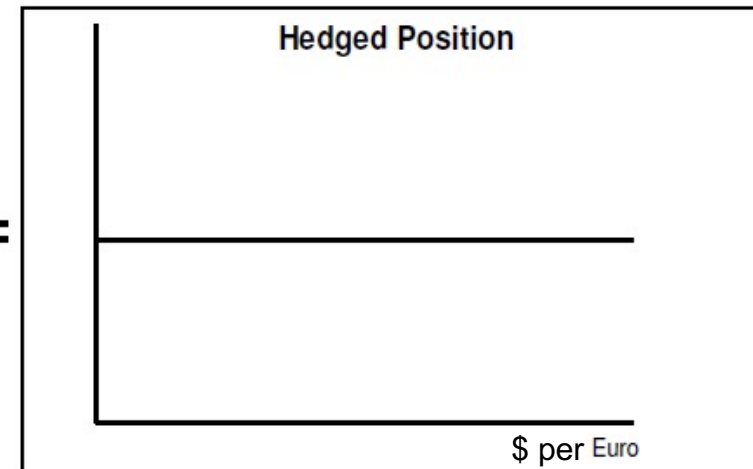 Hedged Position
=
$ per Euro